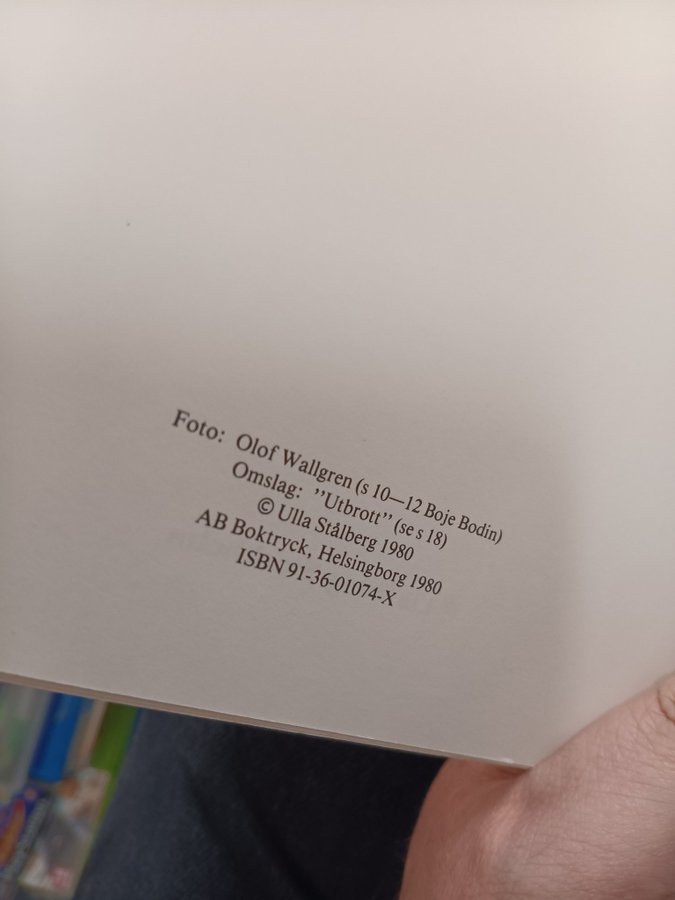 Foto: Olof Wallgren (s 10—12 Boje Bodin)
Omslag: ”Utbrott” (se s 18)
© Ulla Stålberg 1980
AB Boktryck, Helsingborg 1980
ISBN 91-36-01074-X